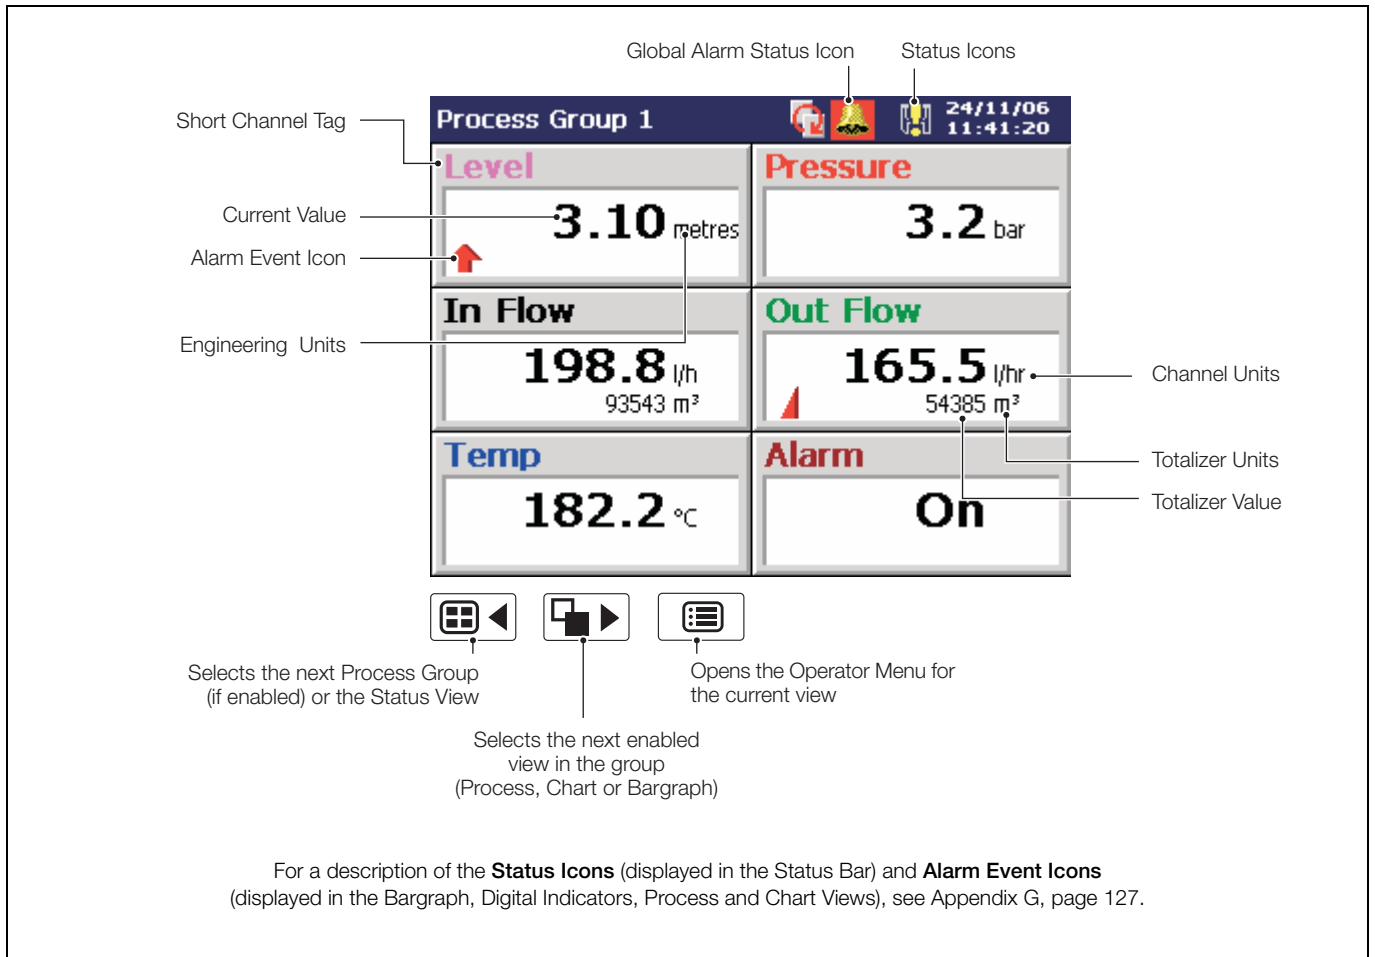 Global Alarm Status Icon
Status Icons
Process Group 1
24/11/06
11:41:20
Short Channel Tag
Level
Pressure
Current Value
3.10 metres
3.2 bar
Alarm Event Icon
In Flow
Out Flow
Engineering Units
198.8 l/h
165.5 l/hr
Channel Units
93543 m³
54385 m³
Temp
Alarm
Totalizer Units
182.2 °C
On
Totalizer Value
Selects the next Process Group
(if enabled) or the Status View
Opens the Operator Menu for
the current view
Selects the next enabled
view in the group
(Process, Chart or Bargraph)
For a description of the Status Icons (displayed in the Status Bar) and Alarm Event Icons
(displayed in the Bargraph, Digital Indicators, Process and Chart Views), see Appendix G, page 127.